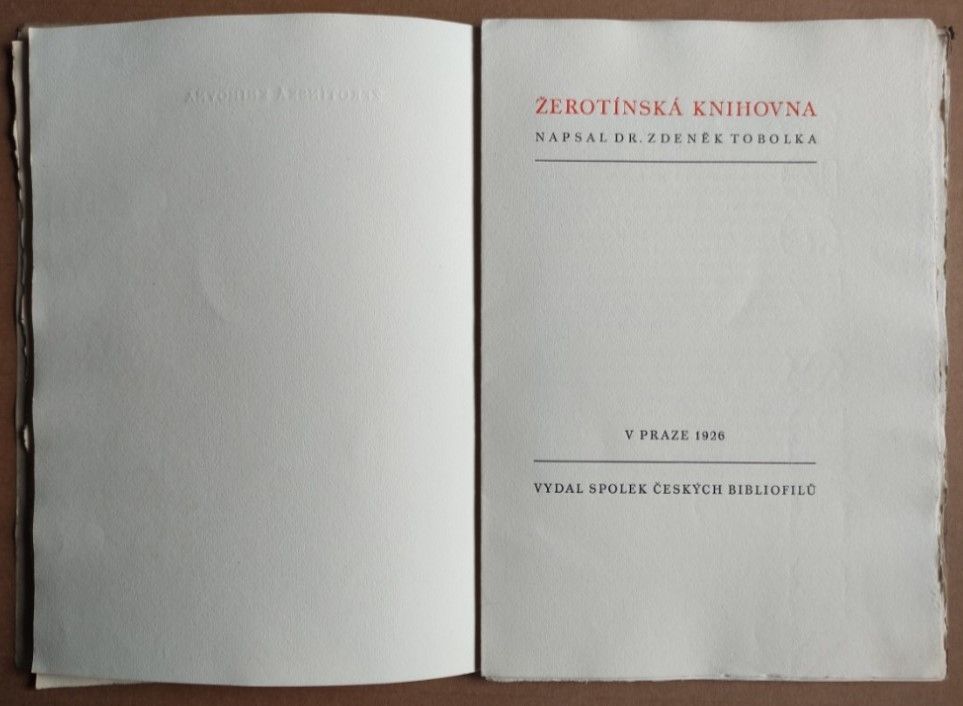 ŽEROTÍNSKÁ KNIHOVNA
NAPSAL DR. ZDENĚK TOBOLKA
V PRAZE 1926
VYDAL SPOLEK ČESKÝCH BIBLIOFILŮ